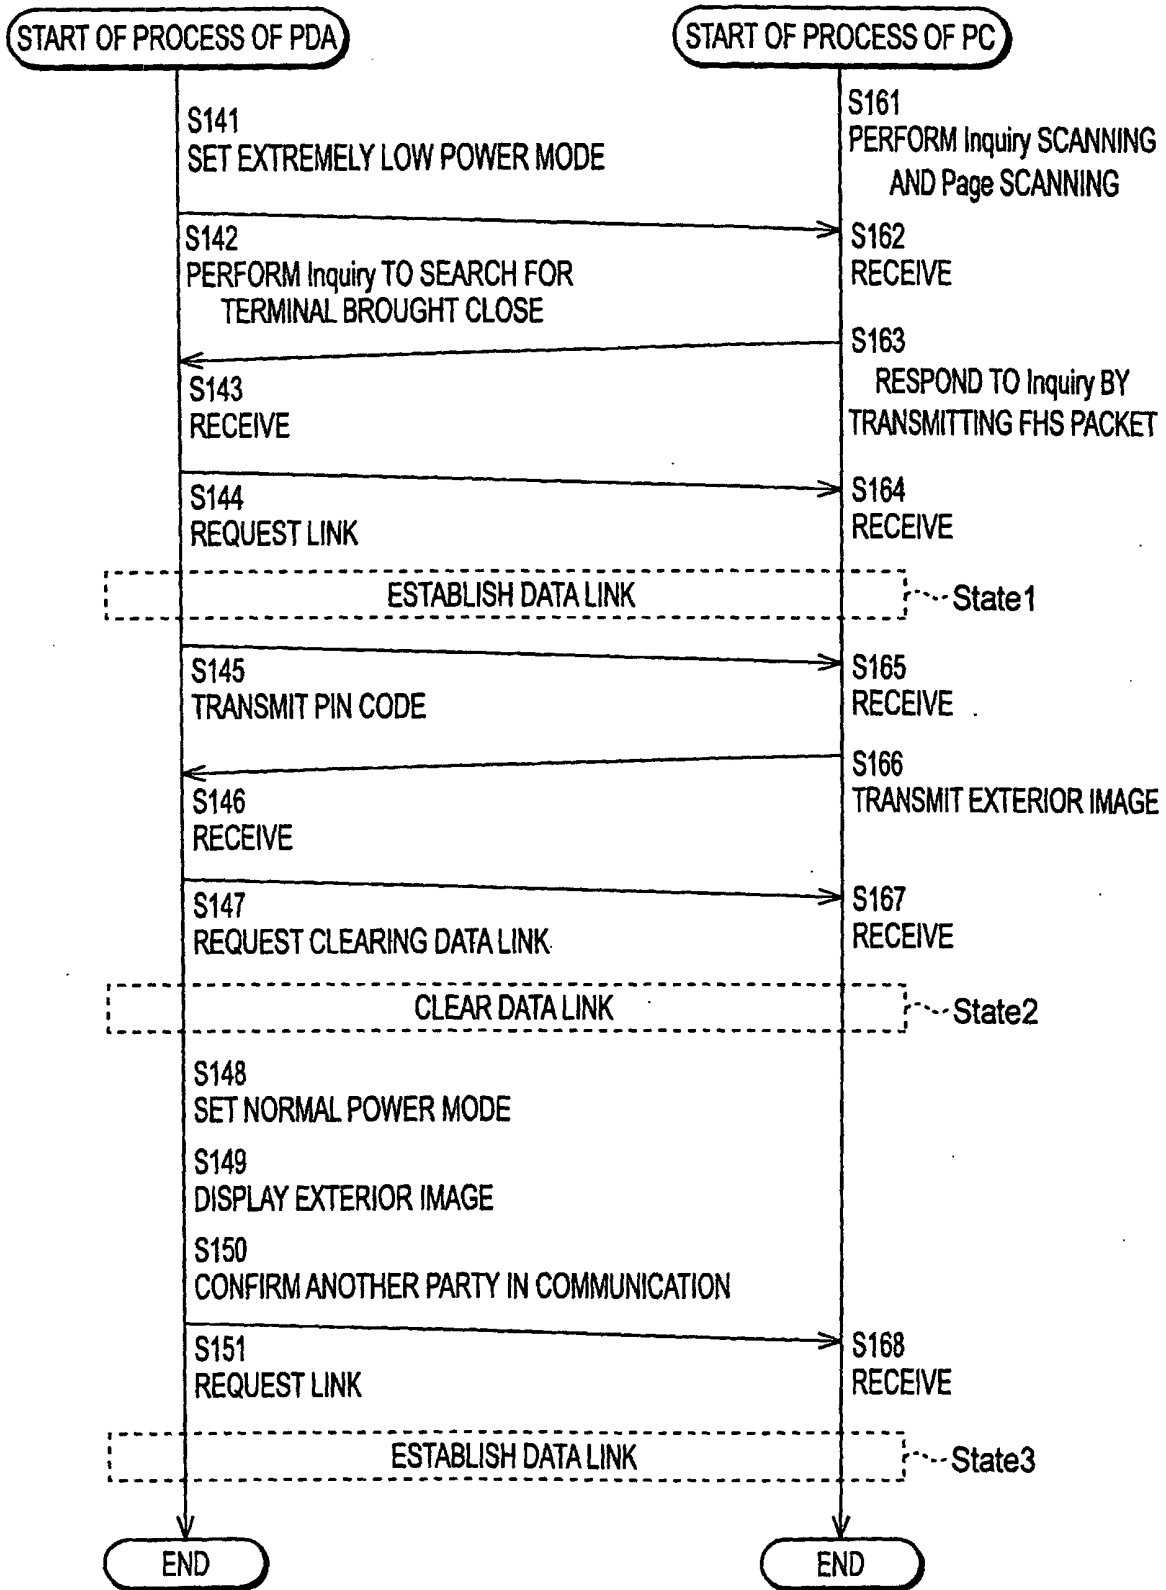 START OF PROCESS OF PDA
START OF PROCESS OF PC
S141
SET EXTREMELY LOW POWER MODE
S161
PERFORM Inquiry SCANNING
AND Page SCANNING
S142
PERFORM Inquiry TO SEARCH FOR
TERMINAL BROUGHT CLOSE
S162
RECEIVE
S163
RESPOND TO Inquiry BY
TRANSMITTING FHS PACKET
S143
RECEIVE
S144
REQUEST LINK
S164
RECEIVE
ESTABLISH DATA LINK
State1
S145
TRANSMIT PIN CODE
S165
RECEIVE
S166
TRANSMIT EXTERIOR IMAGE
S146
RECEIVE
S147
REQUEST CLEARING DATA LINK
S167
RECEIVE
CLEAR DATA LINK
State2
S148
SET NORMAL POWER MODE
S149
DISPLAY EXTERIOR IMAGE
S150
CONFIRM ANOTHER PARTY IN COMMUNICATION
S151
REQUEST LINK
S168
RECEIVE
ESTABLISH DATA LINK
State3
END
END